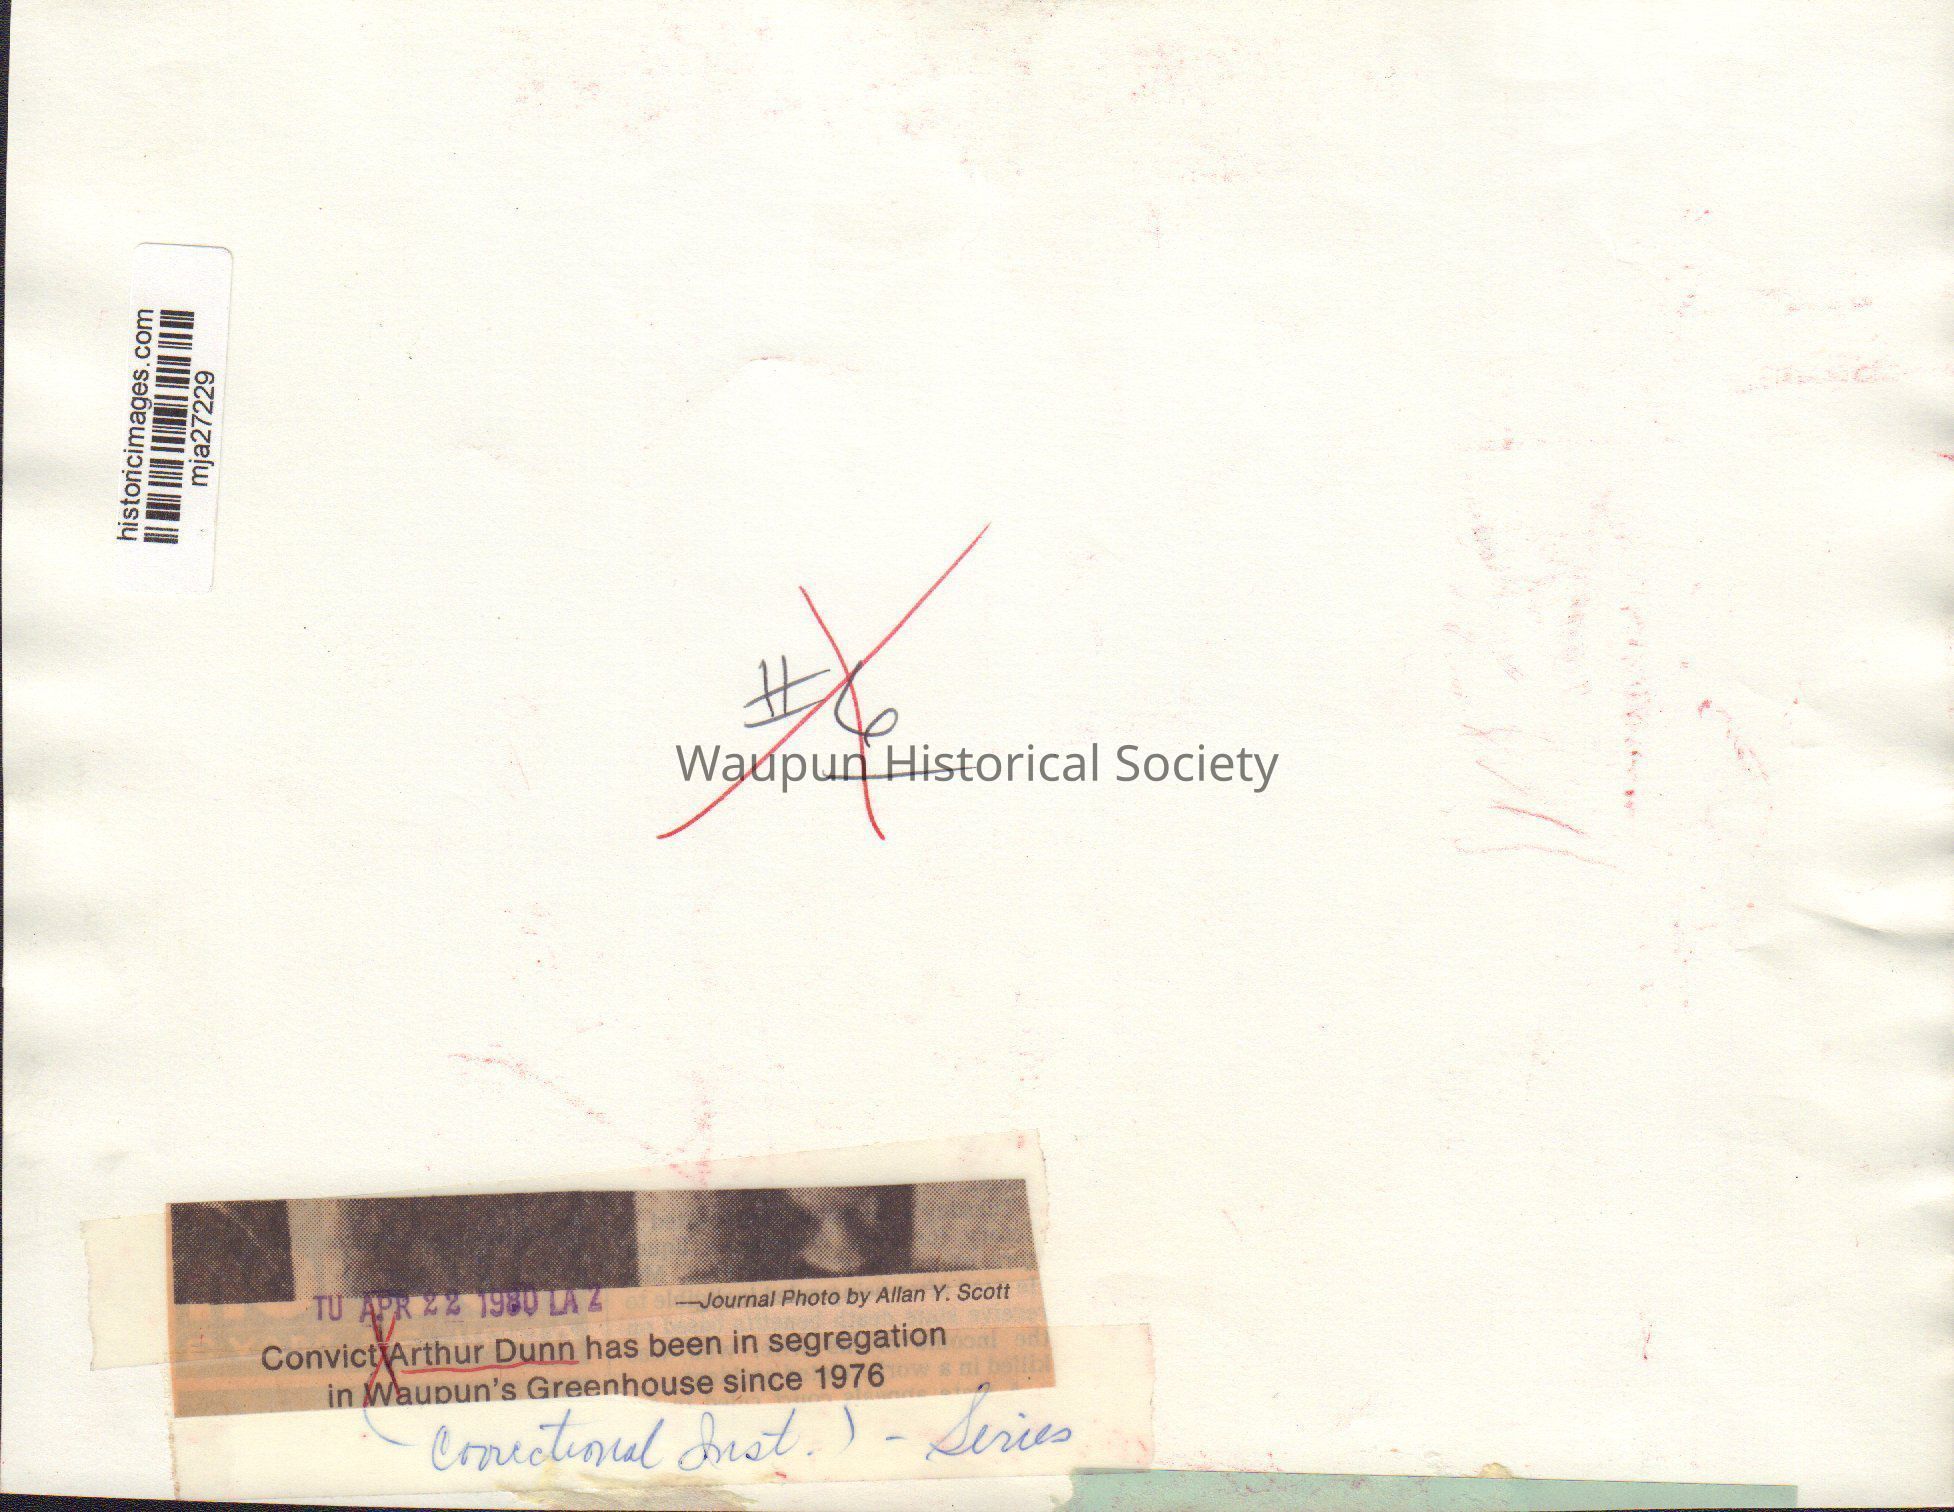 historicimages.com
mja27229
#6
Waupun Historical Society
TU APR 22 1980 LA Z
—Journal Photo by Allan Y. Scott
Convict Arthur Dunn has been in segregation
in Waupun's Greenhouse since 1976
(Correctional Inst.) - Series